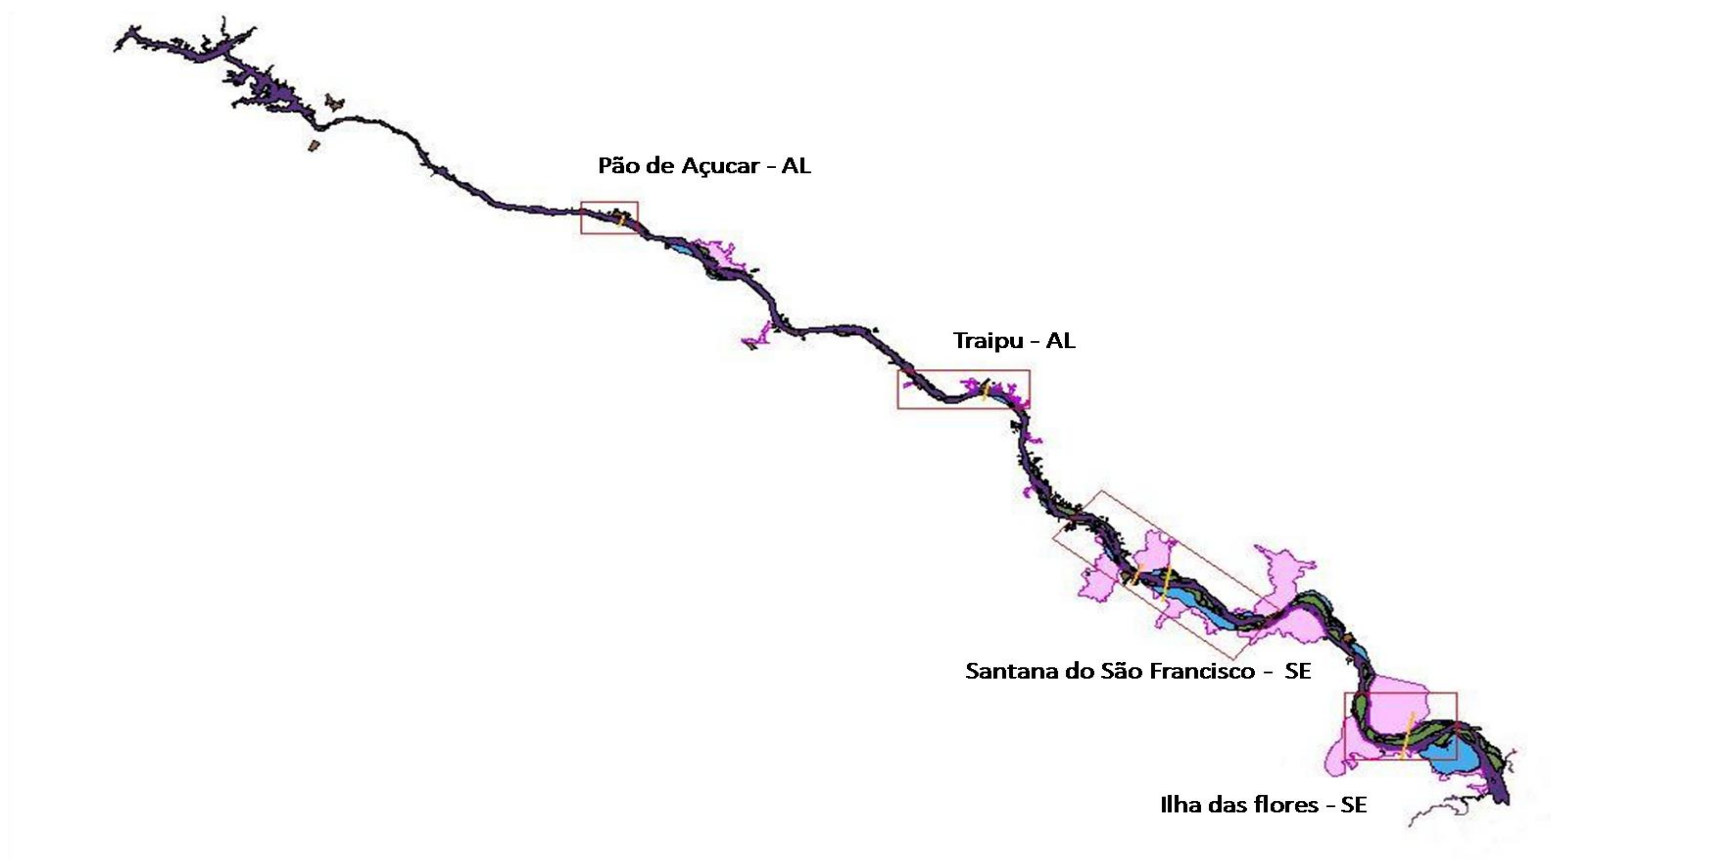 Pão de Açucar - AL
Traipu - AL
Santana do São Francisco - SE
Ilha das flores - SE